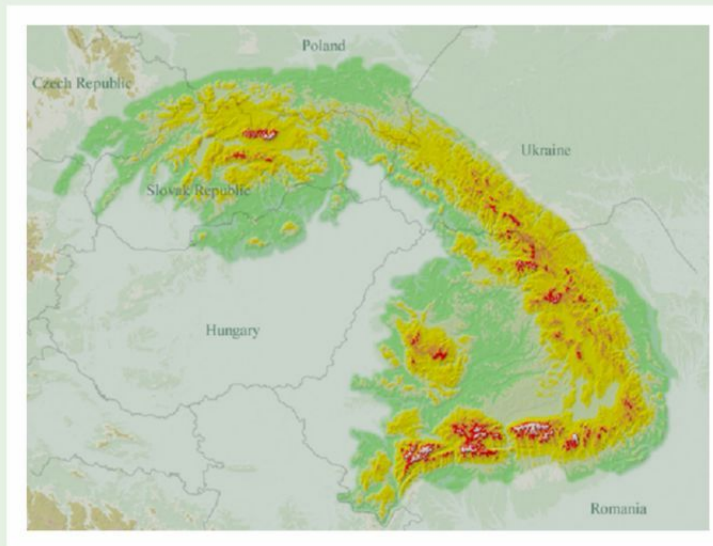 Poland
Czech Republic
Ukraine
Slovak Republic
Hungary
Romania